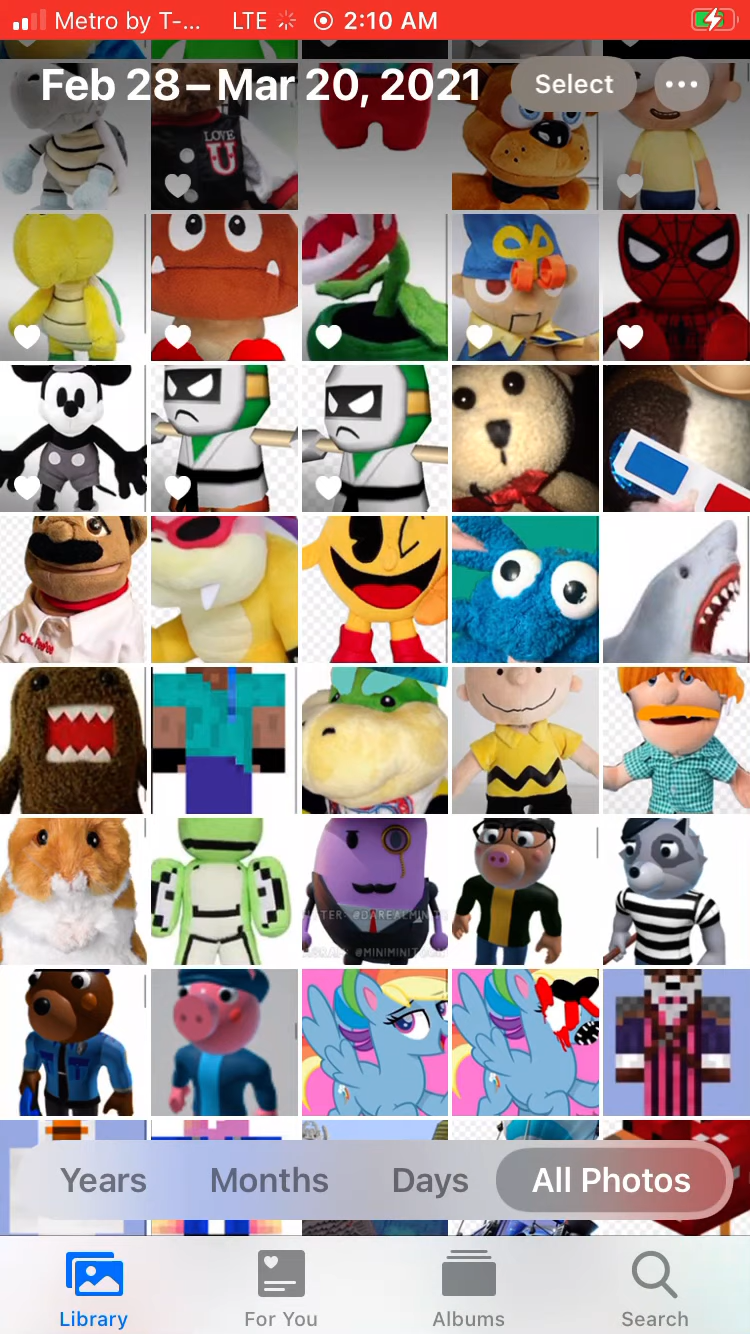 Metro by T-... LTE 2:10 AM
Feb 28 – Mar 20, 2021 Select
LOVE
U
Years Months Days All Photos
Library For You Albums Search